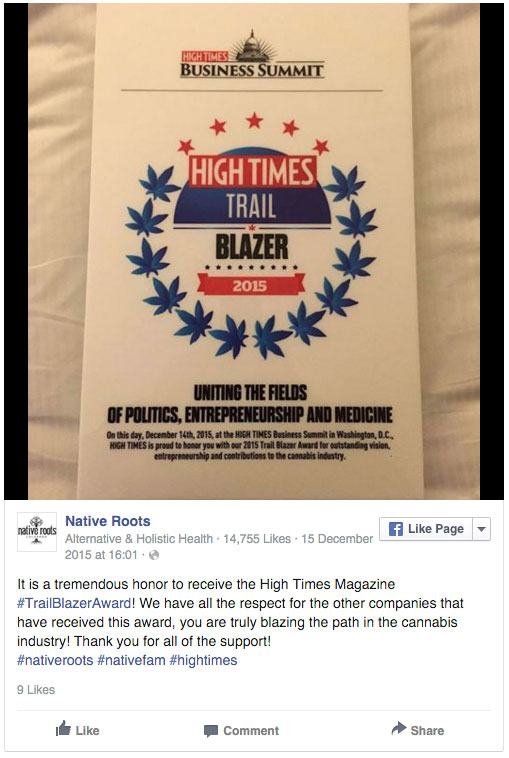 HIGH TIMES
BUSINESS SUMMIT
HIGH TIMES
TRAIL
BLAZER
2015
UNITING THE FIELDS
OF POLITICS, ENTREPRENEURSHIP AND MEDICINE
On this day, December 14th, 2015, at the HIGH TIMES Business Summit in Washington, D.C.,
HIGH TIMES is proud to honor you with our 2015 Trail Blazer Award for outstanding vision,
entrepreneurship and contributions to the cannabis industry.
native roots
Native Roots
Alternative & Holistic Health · 14,755 Likes · 15 December
2015 at 16:01 ·
Like Page
It is a tremendous honor to receive the High Times Magazine
#TrailBlazerAward! We have all the respect for the other companies that
have received this award, you are truly blazing the path in the cannabis
industry! Thank you for all of the support!
#nativeroots #nativefam #hightimes
9 Likes
Like Comment Share